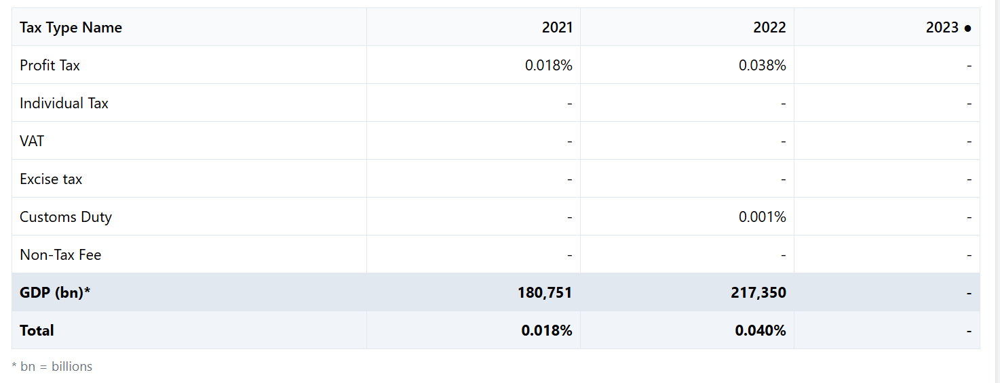 Tax Type Name 2021 2022 2023 ●
Profit Tax 0.018% 0.038% -
Individual Tax - - -
VAT - - -
Excise tax - - -
Customs Duty - 0.001% -
Non-Tax Fee - - -
GDP (bn)* 180,751 217,350 -
Total 0.018% 0.040% -
* bn = billions